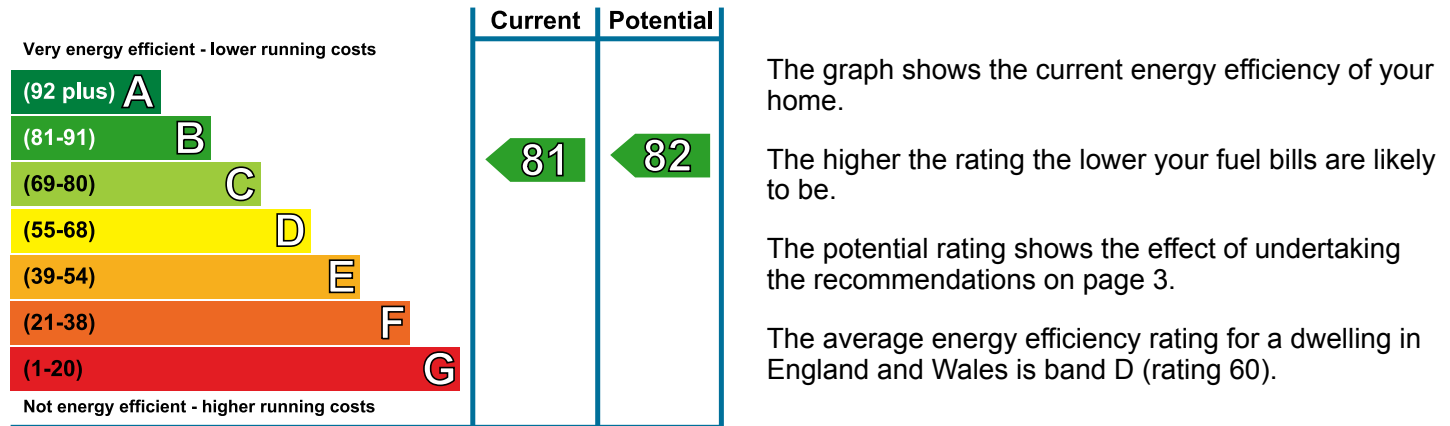 Current Potential
Very energy efficient - lower running costs
(92 plus) A
(81-91) B
81 82
(69-80) C
(55-68) D
(39-54) E
(21-38) F
(1-20) G
Not energy efficient - higher running costs
The graph shows the current energy efficiency of your
home.
The higher the rating the lower your fuel bills are likely
to be.
The potential rating shows the effect of undertaking
the recommendations on page 3.
The average energy efficiency rating for a dwelling in
England and Wales is band D (rating 60).